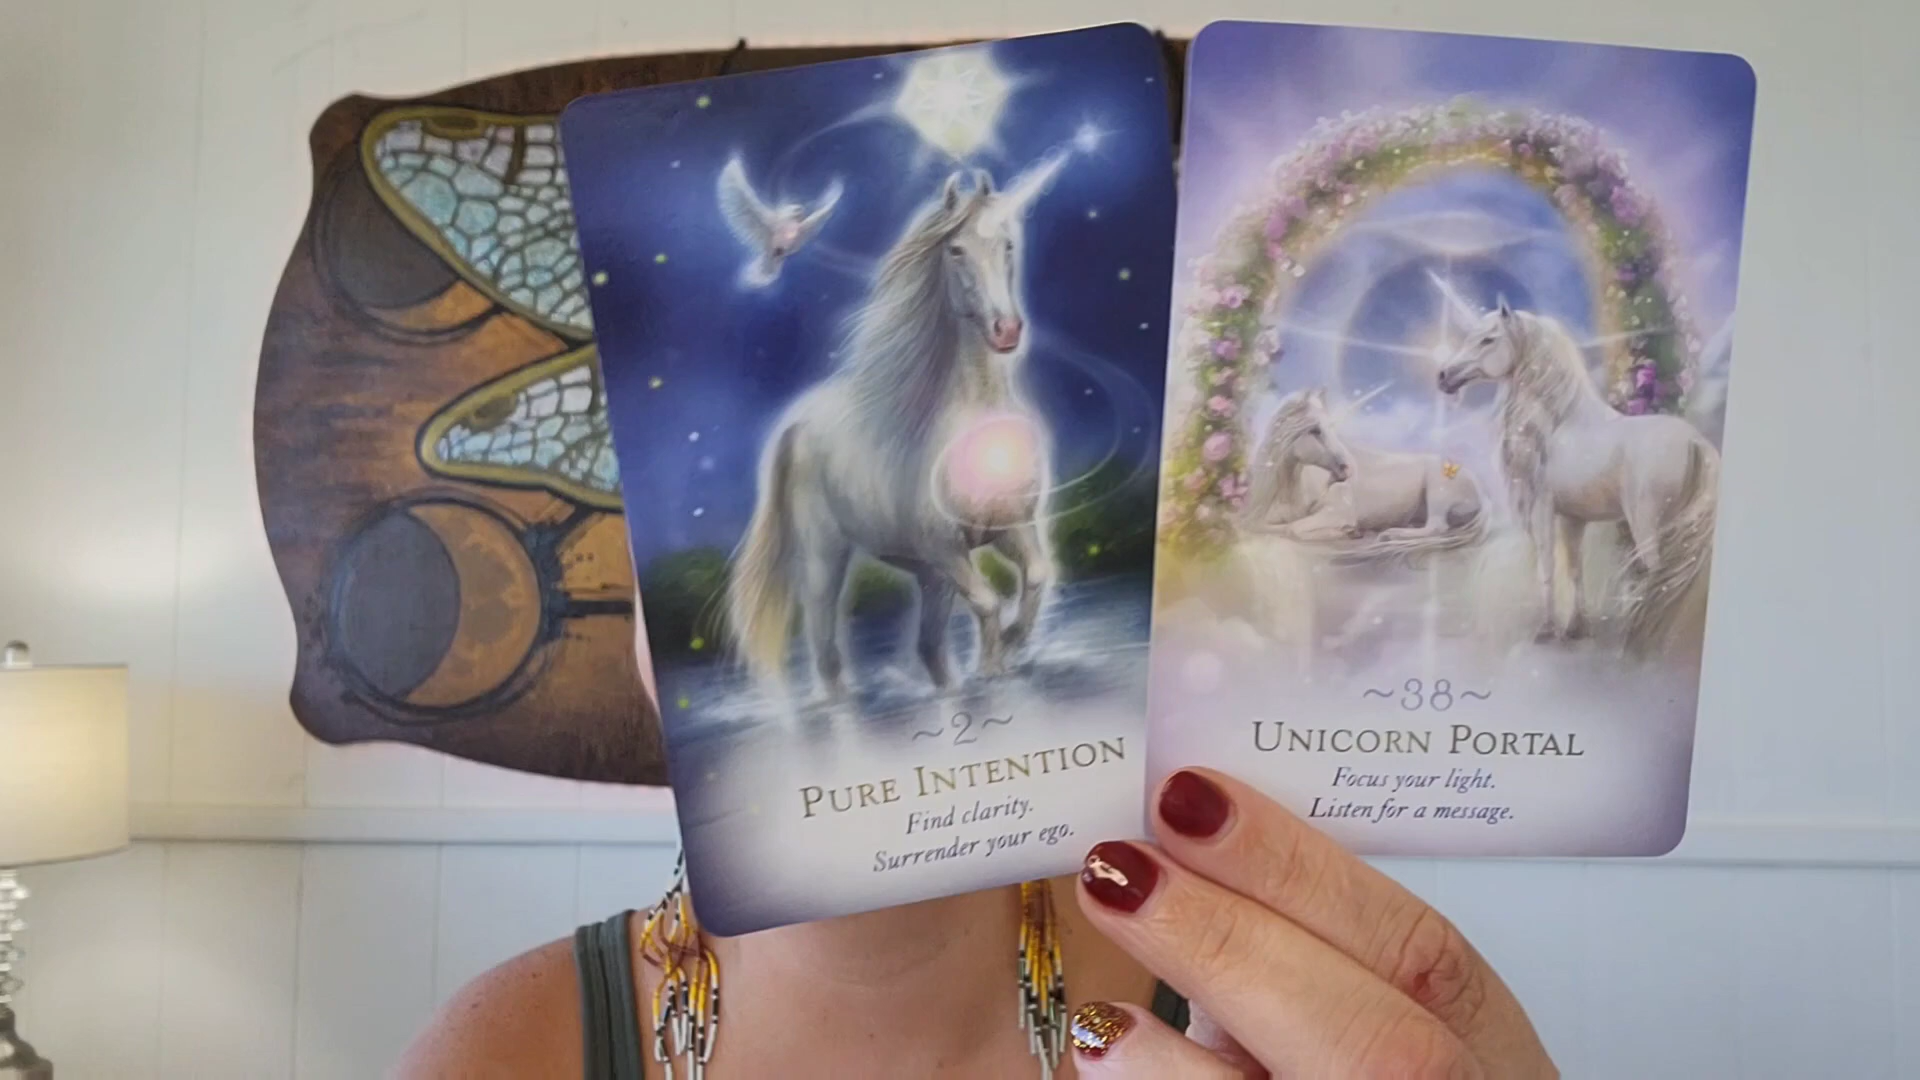 ~2~
PURE INTENTION
Find clarity.
Surrender your ego.
~38~
UNICORN PORTAL
Focus your light.
Listen for a message.